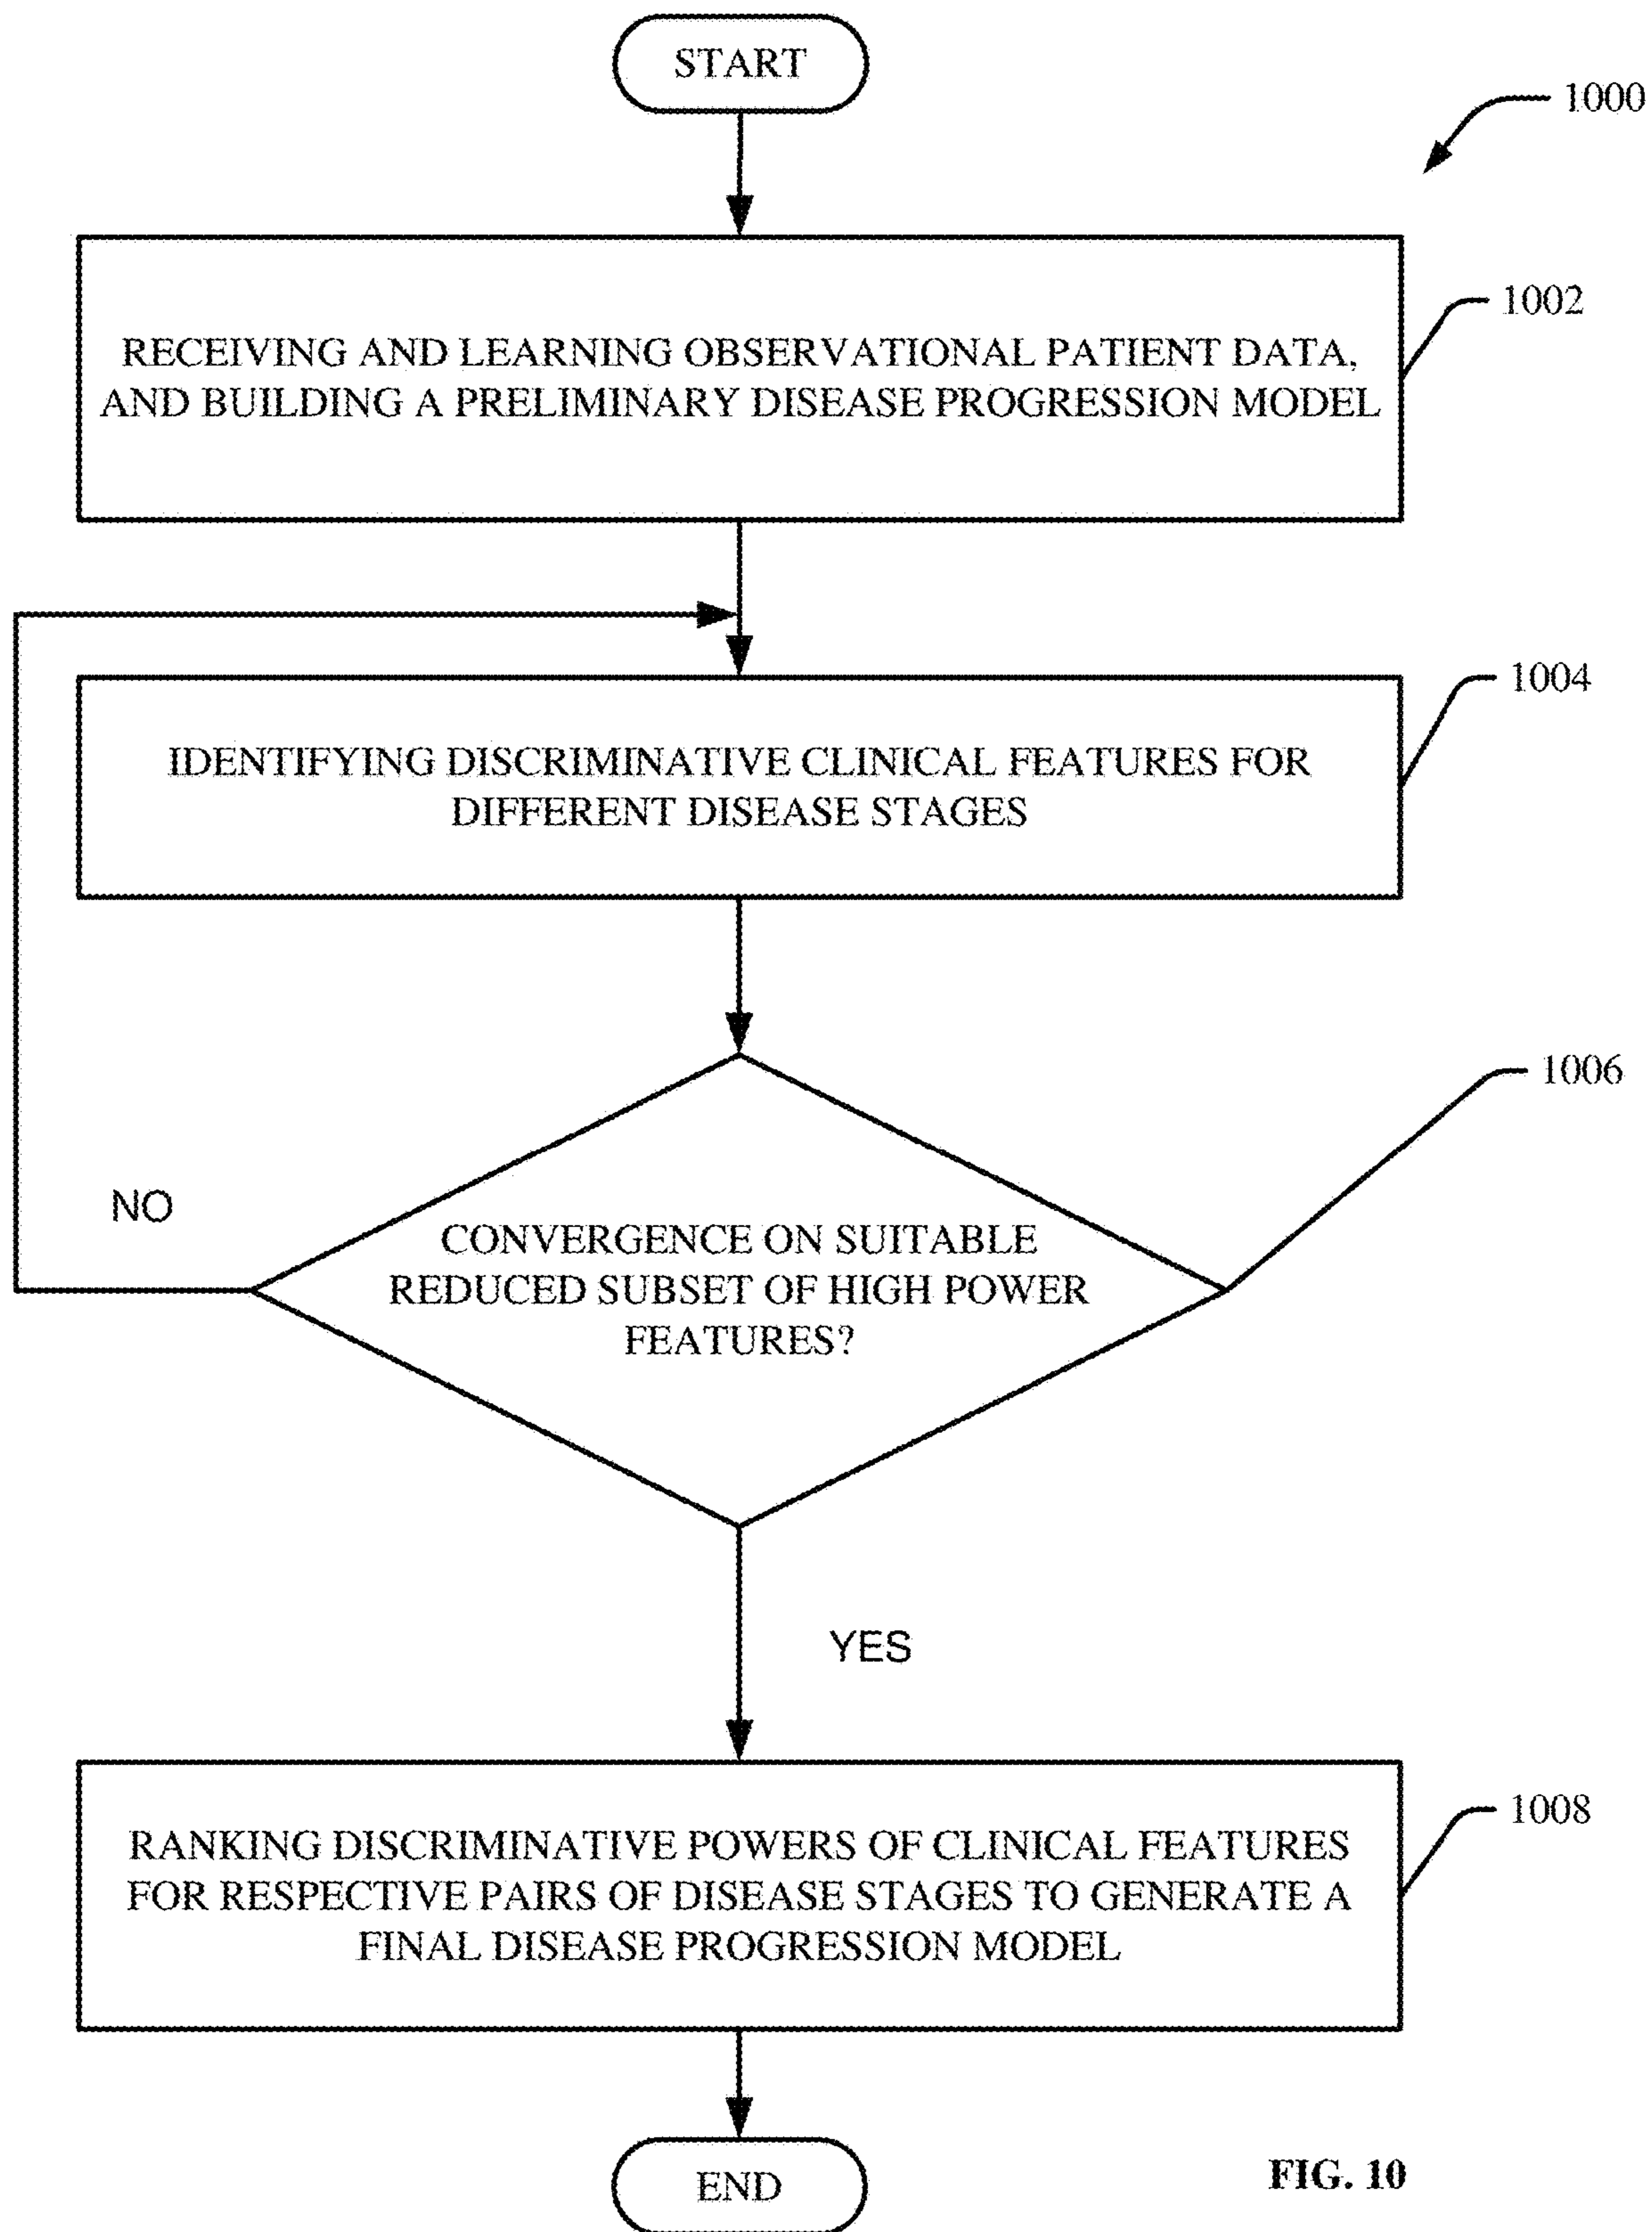 START
1000
1002
RECEIVING AND LEARNING OBSERVATIONAL PATIENT DATA,
AND BUILDING A PRELIMINARY DISEASE PROGRESSION MODEL
1004
IDENTIFYING DISCRIMINATIVE CLINICAL FEATURES FOR
DIFFERENT DISEASE STAGES
1006
NO
CONVERGENCE ON SUITABLE
REDUCED SUBSET OF HIGH POWER
FEATURES?
YES
1008
RANKING DISCRIMINATIVE POWERS OF CLINICAL FEATURES
FOR RESPECTIVE PAIRS OF DISEASE STAGES TO GENERATE A
FINAL DISEASE PROGRESSION MODEL
END
FIG. 10